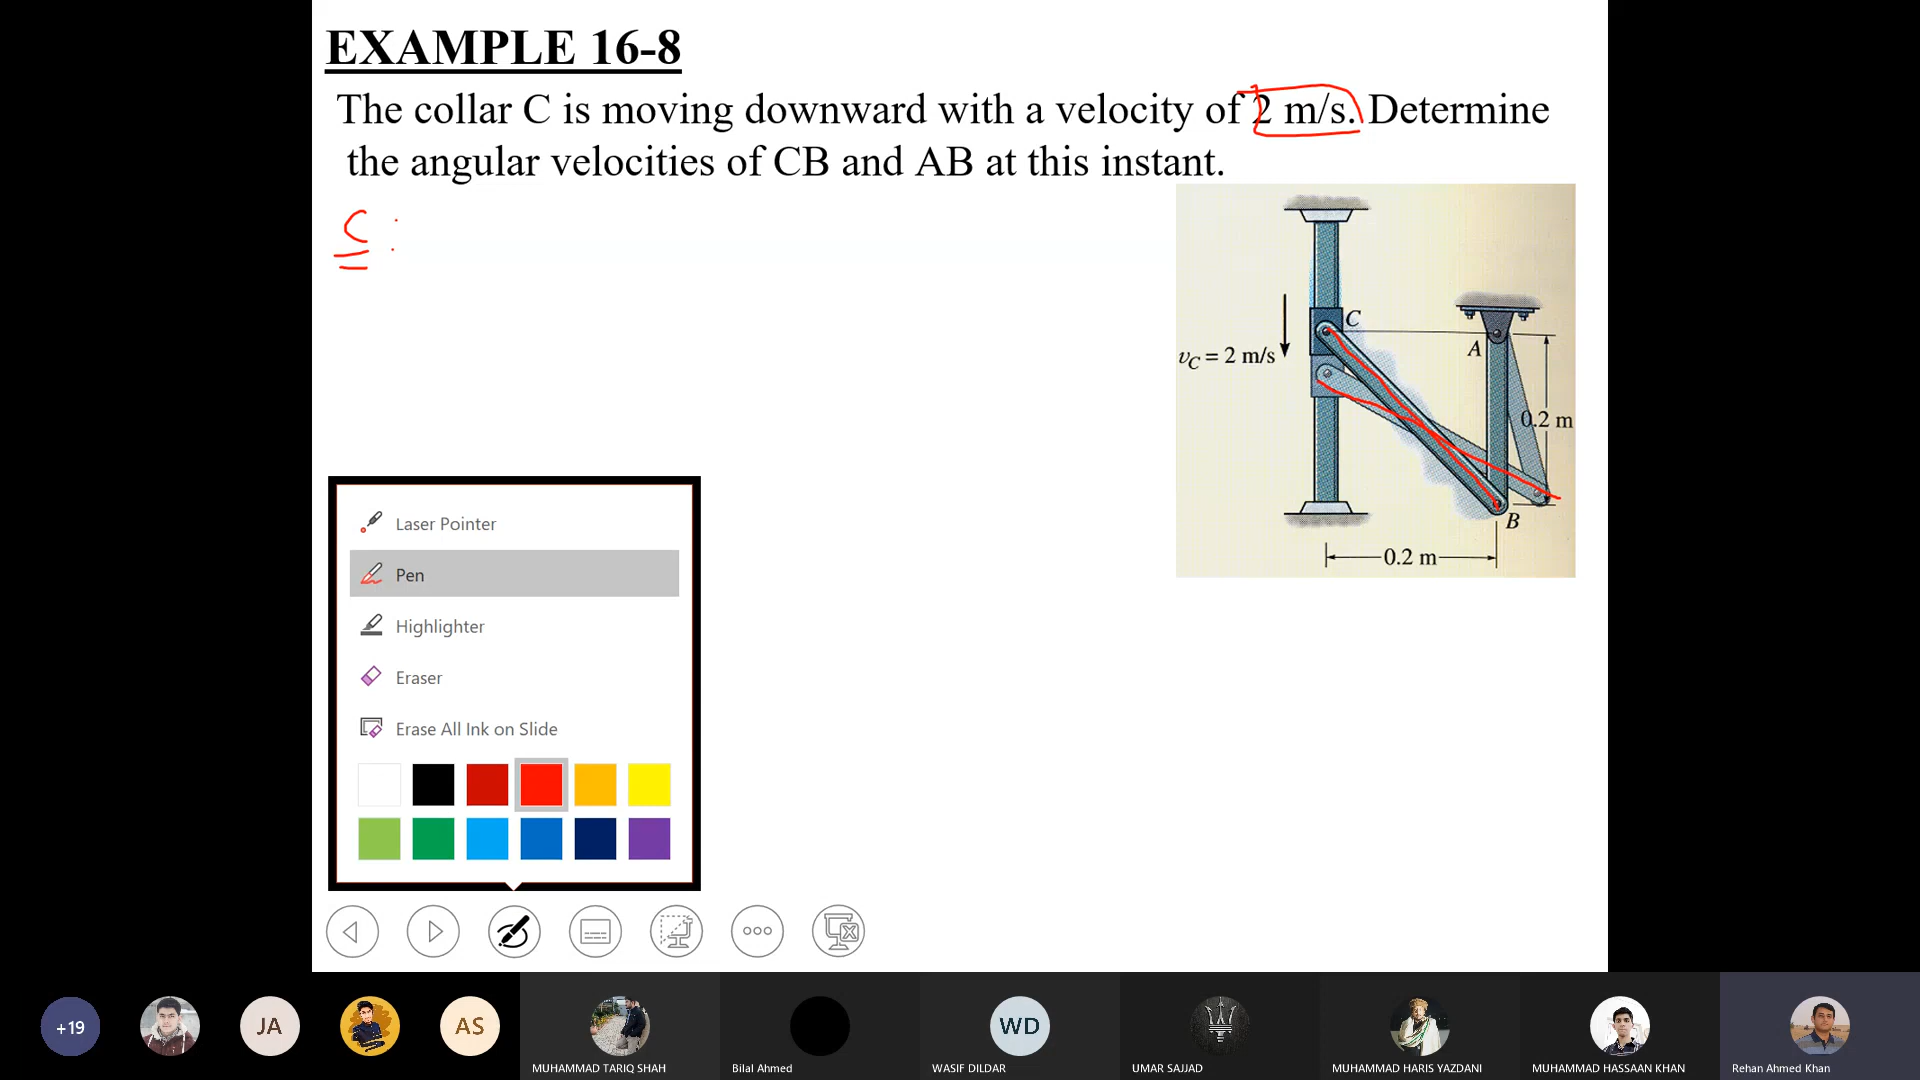 EXAMPLE 16-8
The collar C is moving downward with a velocity of 2 m/s. Determine
the angular velocities of CB and AB at this instant.
S :
C
A
v_C = 2 m/s
0.2 m
B
0.2 m
Laser Pointer
Pen
Highlighter
Eraser
Erase All Ink on Slide
+19
JA
AS
WD
MUHAMMAD TARIQ SHAH
Bilal Ahmed
WASIF DILDAR
UMAR SAJJAD
MUHAMMAD HARIS YAZDANI
MUHAMMAD HASSAAN KHAN
Rehan Ahmed Khan